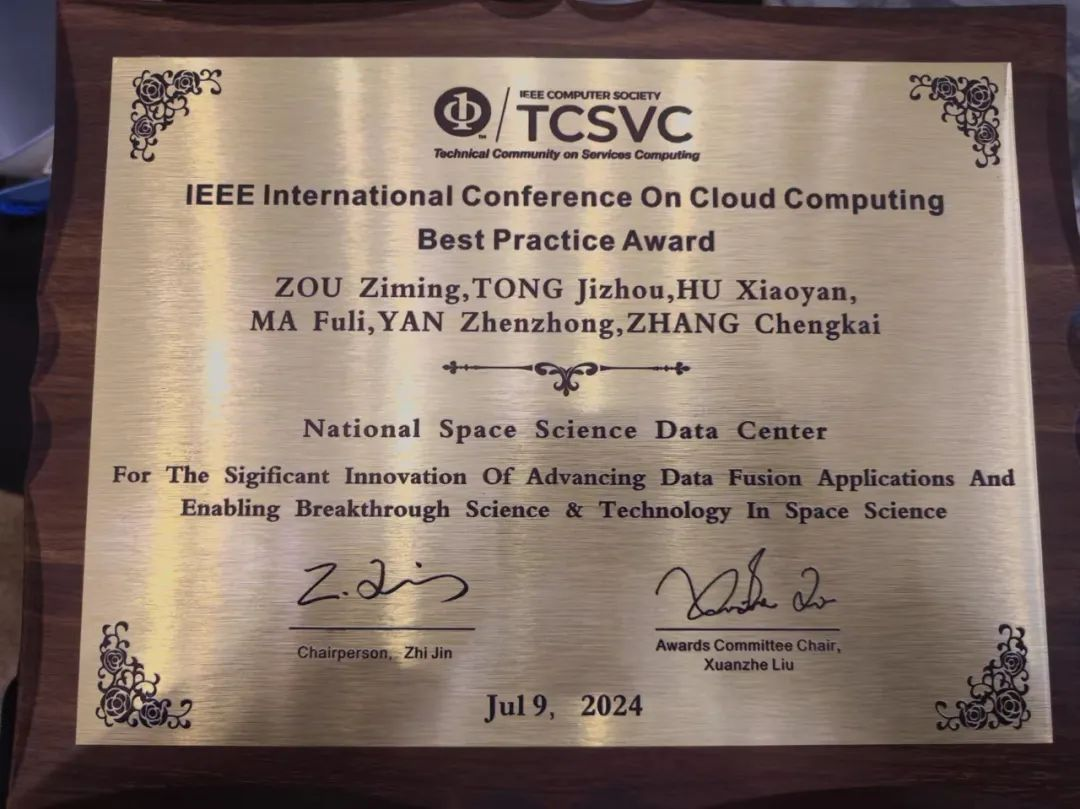 IEEE COMPUTER SOCIETY
TCSVC
Technical Community on Services Computing
IEEE International Conference On Cloud Computing
Best Practice Award
ZOU Ziming,TONG Jizhou,HU Xiaoyan,
MA Fuli,YAN Zhenzhong,ZHANG Chengkai
National Space Science Data Center
For The Sigificant Innovation Of Advancing Data Fusion Applications And
Enabling Breakthrough Science & Technology In Space Science
Chairperson, Zhi Jin
Awards Committee Chair,
Xuanzhe Liu
Jul 9, 2024